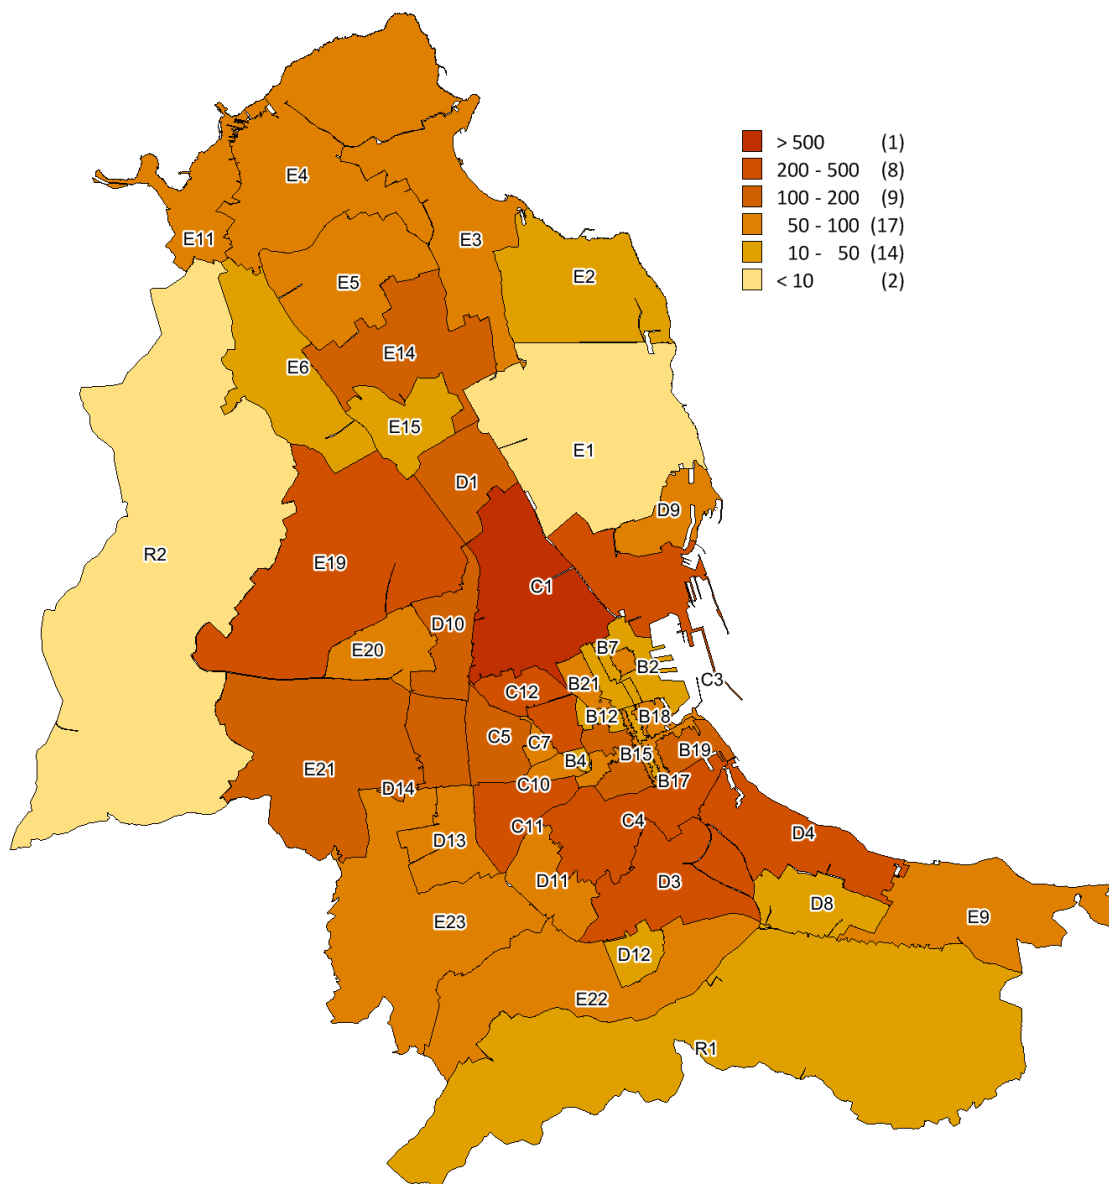 > 500 (1)
200 - 500 (8)
100 - 200 (9)
50 - 100 (17)
10 - 50 (14)
< 10 (2)
E4
E11
E3
E2
E5
E14
E6
E15
E1
D1
D9
R2
E19
C1
D10
E20
B7
B2
C3
B21
C12
B12
B18
C5
C7
B19
B15
B4
E21
B17
C10
D14
C4
C11
D4
D13
D11
D3
D8
E9
E23
D12
E22
R1